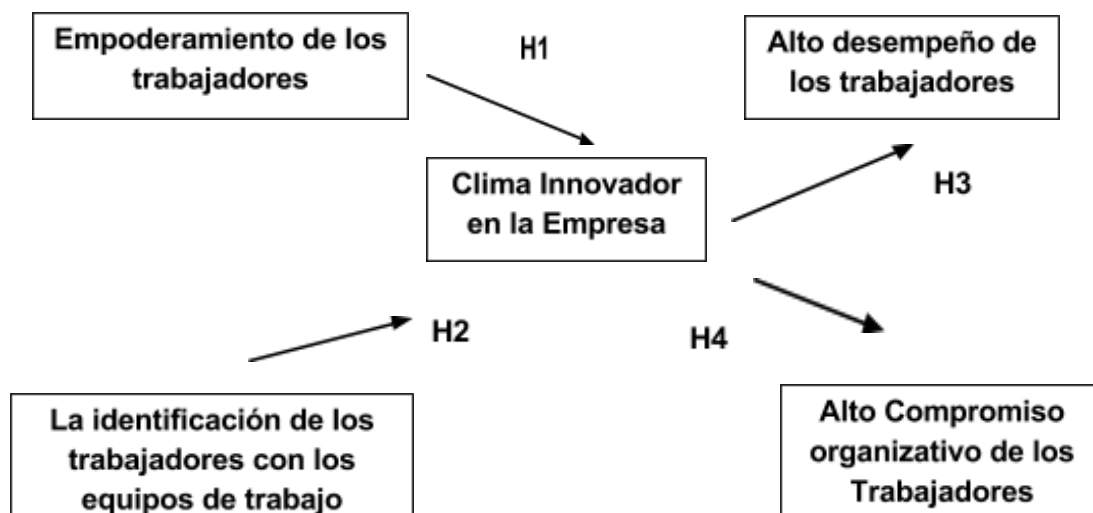 Empoderamiento de los
trabajadores
H1
Alto desempeño de
los trabajadores
Clima Innovador
en la Empresa
H3
H2
H4
La identificación de los
trabajadores con los
equipos de trabajo
Alto Compromiso
organizativo de los
Trabajadores